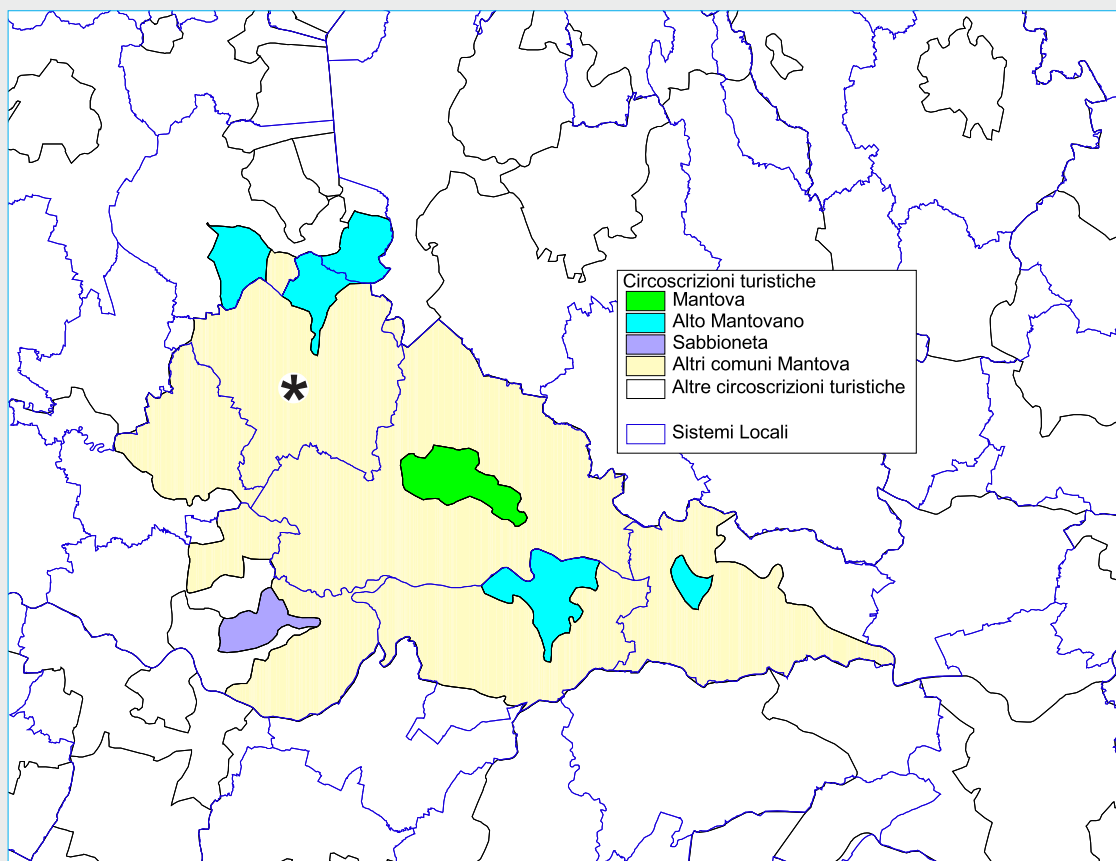 Circoscrizioni turistiche
Mantova
Alto Mantovano
Sabbioneta
Altri comuni Mantova
Altre circoscrizioni turistiche
Sistemi Locali
*